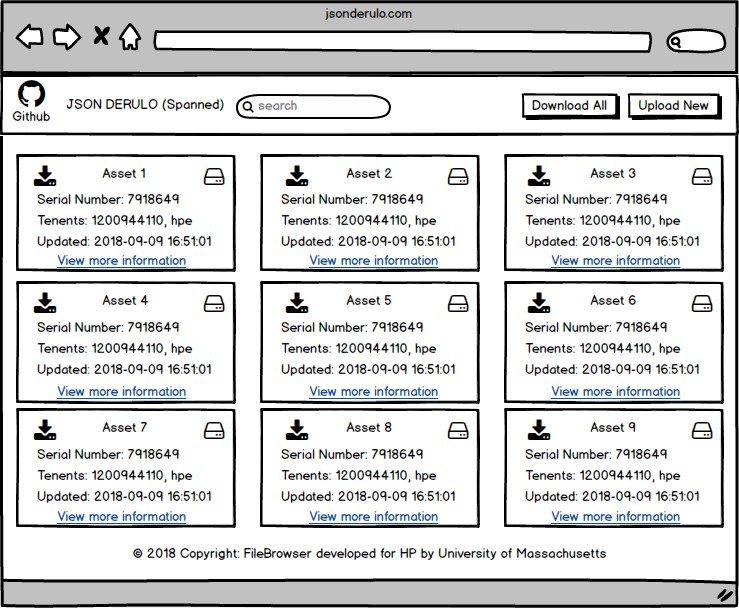 jsonderulo.com
Github
JSON DERULO (Spanned)
search
Download All
Upload New
Asset 1
Serial Number: 7918649
Tenents: 1200944110, hpe
Updated: 2018-09-09 16:51:01
View more information
Asset 2
Serial Number: 7918649
Tenents: 1200944110, hpe
Updated: 2018-09-09 16:51:01
View more information
Asset 3
Serial Number: 7918649
Tenents: 1200944110, hpe
Updated: 2018-09-09 16:51:01
View more information
Asset 4
Serial Number: 7918649
Tenents: 1200944110, hpe
Updated: 2018-09-09 16:51:01
View more information
Asset 5
Serial Number: 7918649
Tenents: 1200944110, hpe
Updated: 2018-09-09 16:51:01
View more information
Asset 6
Serial Number: 7918649
Tenents: 1200944110, hpe
Updated: 2018-09-09 16:51:01
View more information
Asset 7
Serial Number: 7918649
Tenents: 1200944110, hpe
Updated: 2018-09-09 16:51:01
View more information
Asset 8
Serial Number: 7918649
Tenents: 1200944110, hpe
Updated: 2018-09-09 16:51:01
View more information
Asset 9
Serial Number: 7918649
Tenents: 1200944110, hpe
Updated: 2018-09-09 16:51:01
View more information
© 2018 Copyright: FileBrowser developed for HP by University of Massachusetts